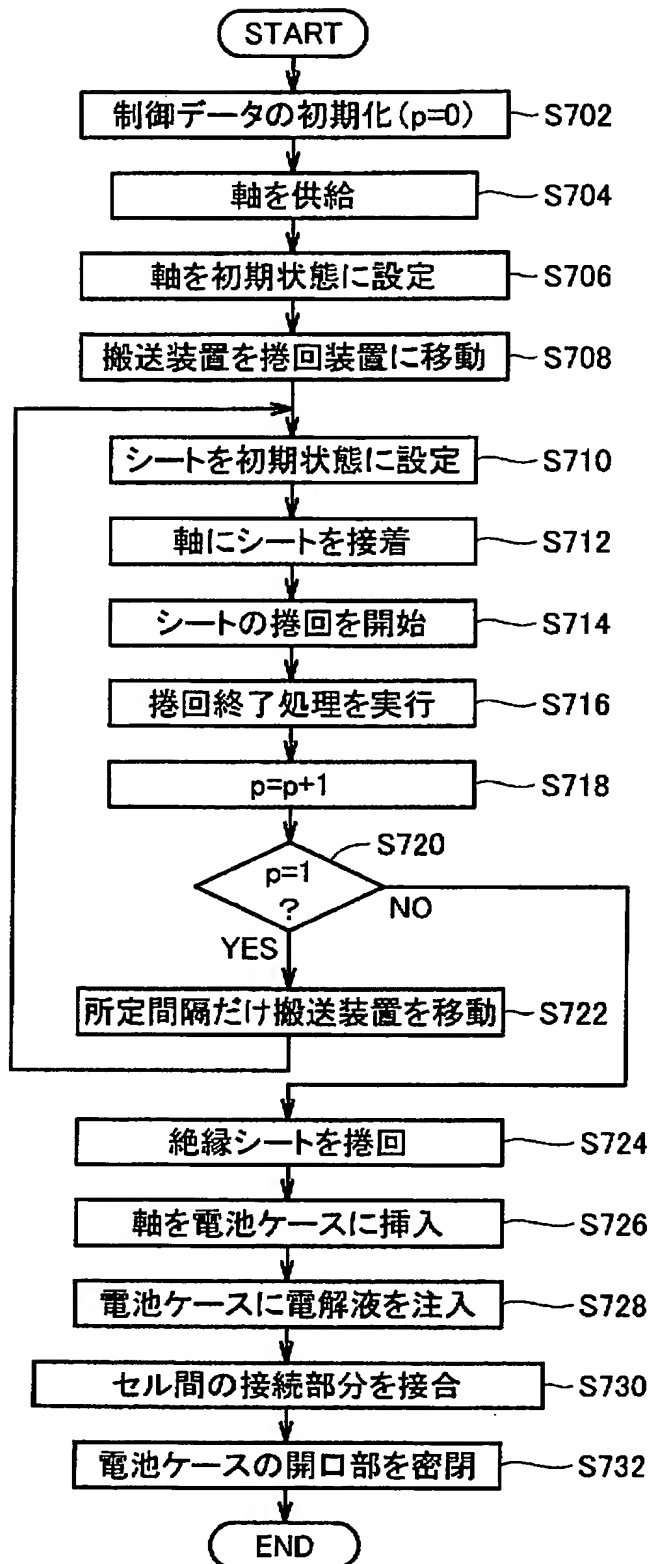 START
制御データの初期化(p=0) S702
軸を供給 S704
軸を初期状態に設定 S706
搬送装置を捲回装置に移動 S708
シートを初期状態に設定 S710
軸にシートを接着 S712
シートの捲回を開始 S714
捲回終了処理を実行 S716
p=p+1 S718
S720
p=1
?
NO
YES
所定間隔だけ搬送装置を移動 S722
絶縁シートを捲回 S724
軸を電池ケースに挿入 S726
電池ケースに電解液を注入 S728
セル間の接続部分を接合 S730
電池ケースの開口部を密閉 S732
END